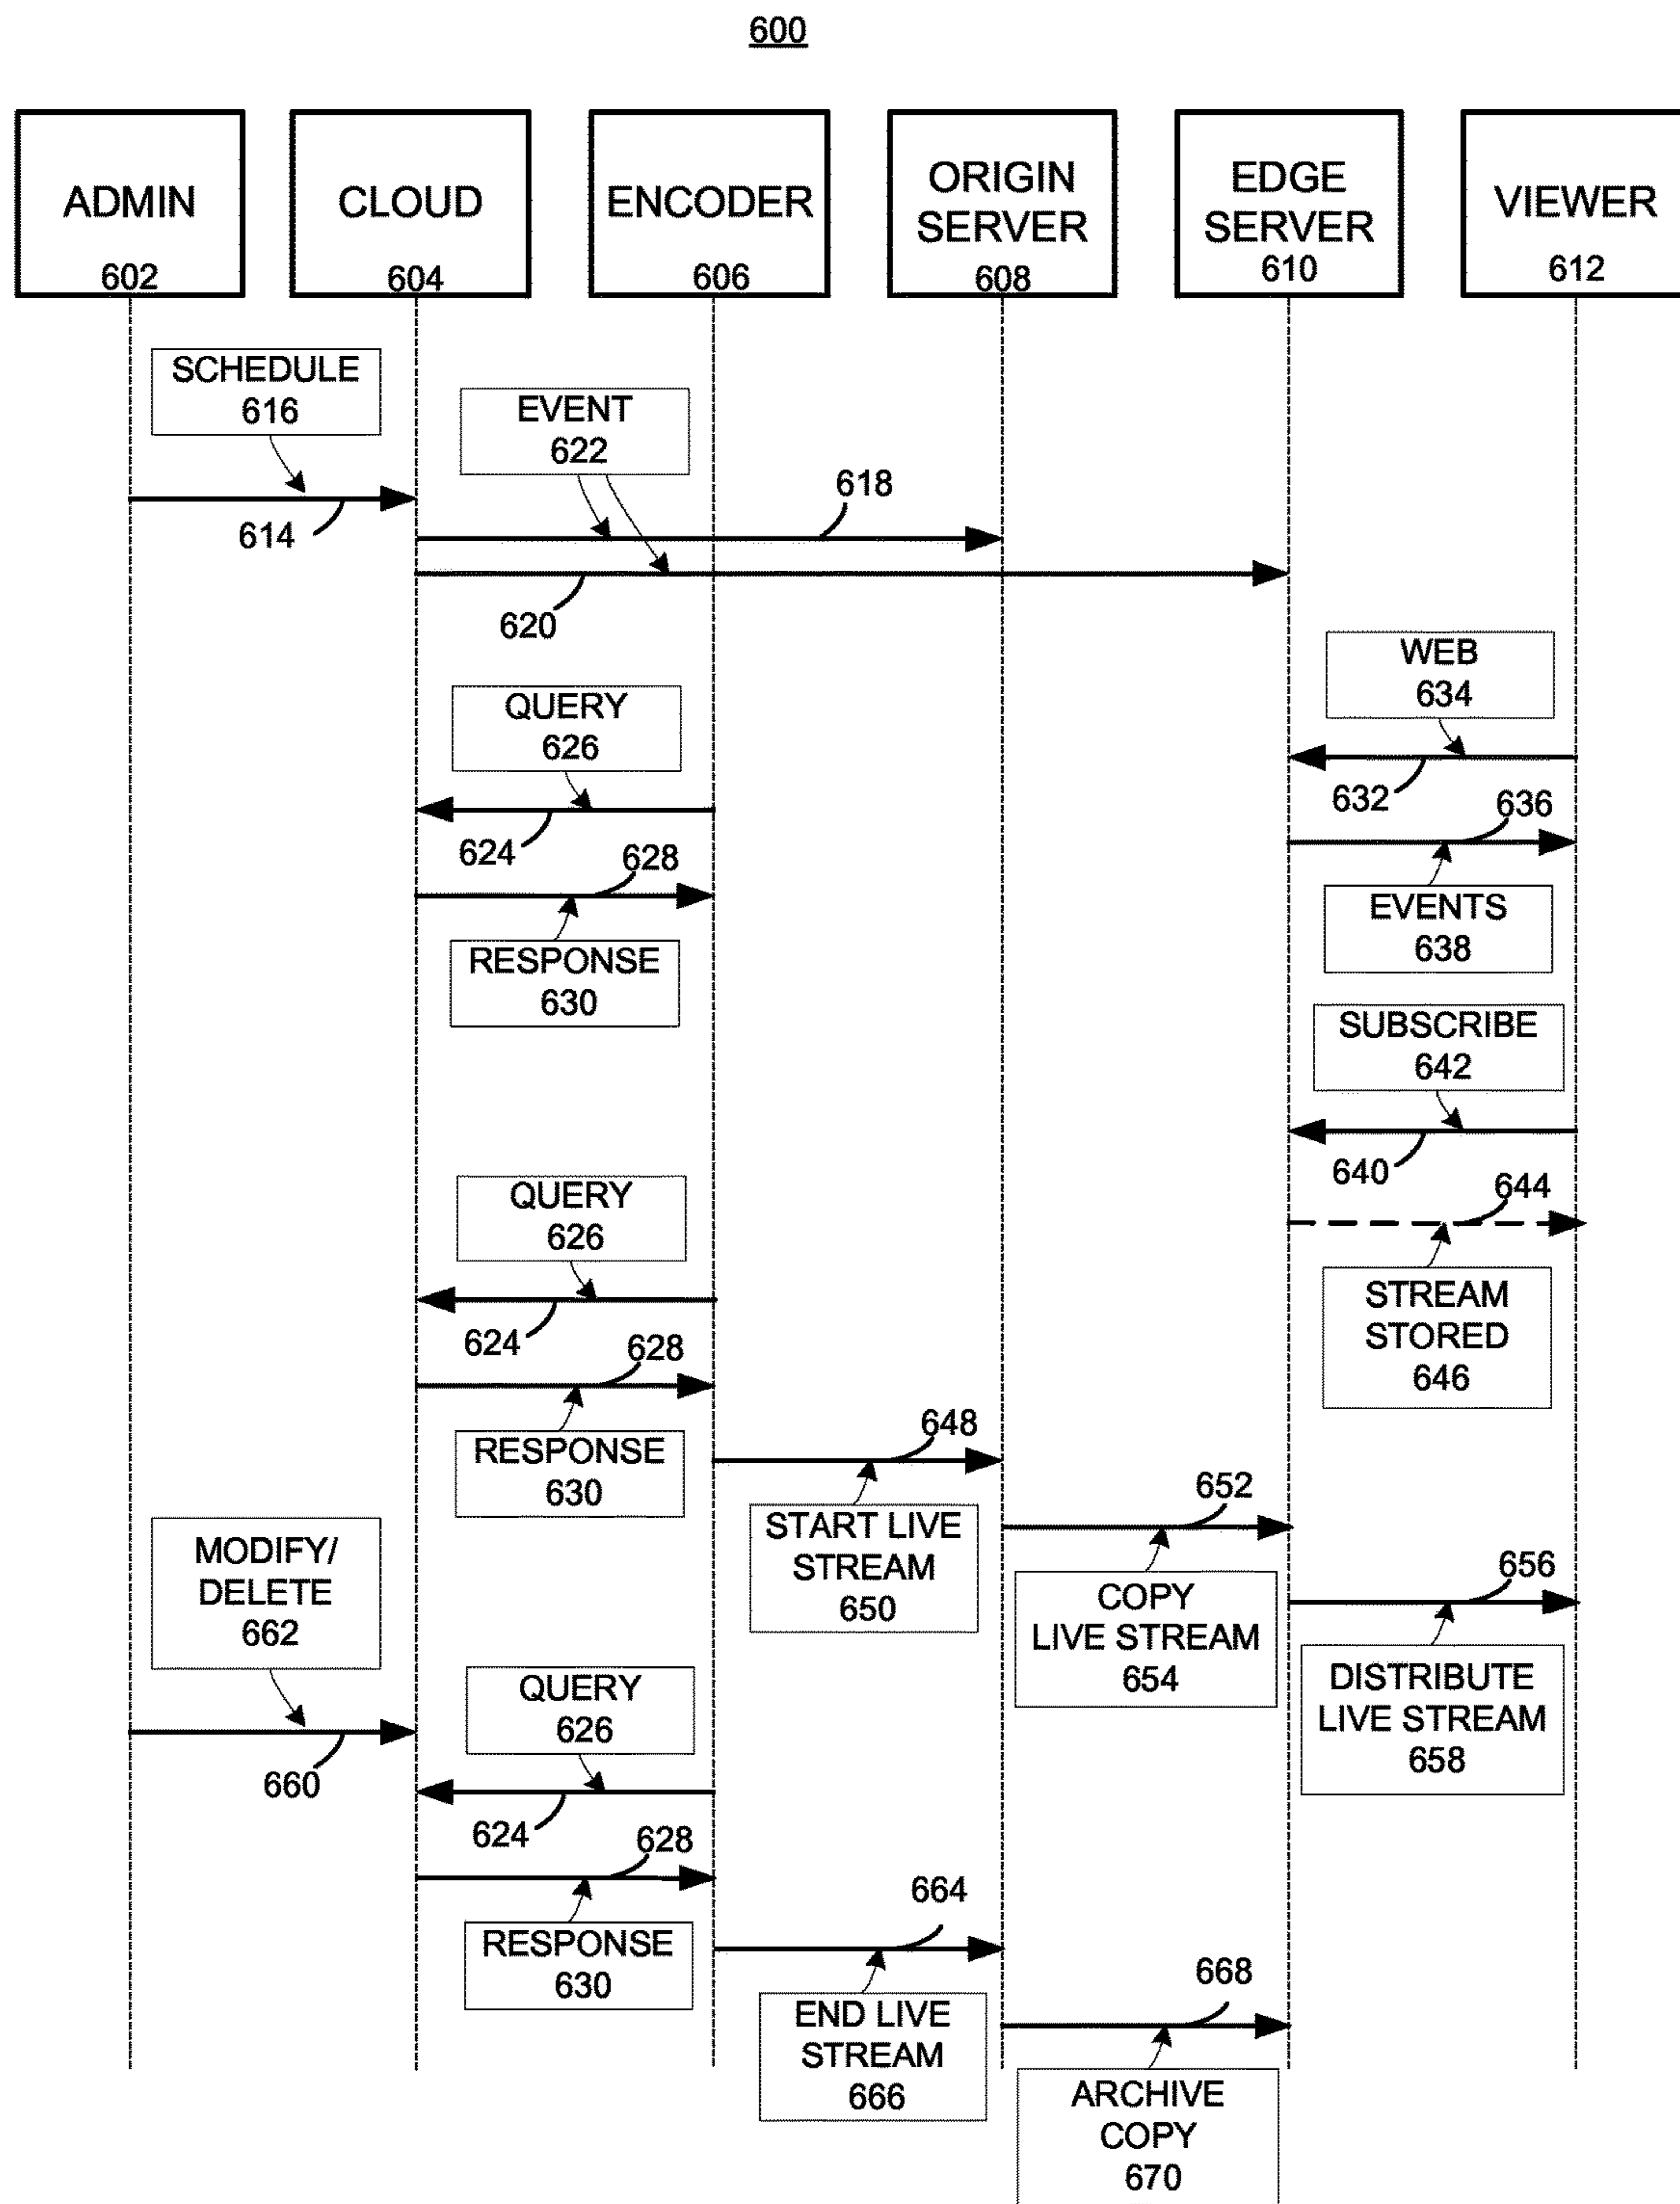 600
ADMIN
602
CLOUD
604
ENCODER
606
ORIGIN
SERVER
608
EDGE
SERVER
610
VIEWER
612
SCHEDULE
616
614
EVENT
622
618
620
WEB
634
632
636
EVENTS
638
QUERY
626
624
628
RESPONSE
630
SUBSCRIBE
642
640
644
STREAM
STORED
646
QUERY
626
624
628
RESPONSE
630
648
START LIVE
STREAM
650
652
COPY
LIVE STREAM
654
656
DISTRIBUTE
LIVE STREAM
658
MODIFY/
DELETE
662
660
QUERY
626
624
628
RESPONSE
630
664
END LIVE
STREAM
666
668
ARCHIVE
COPY
670